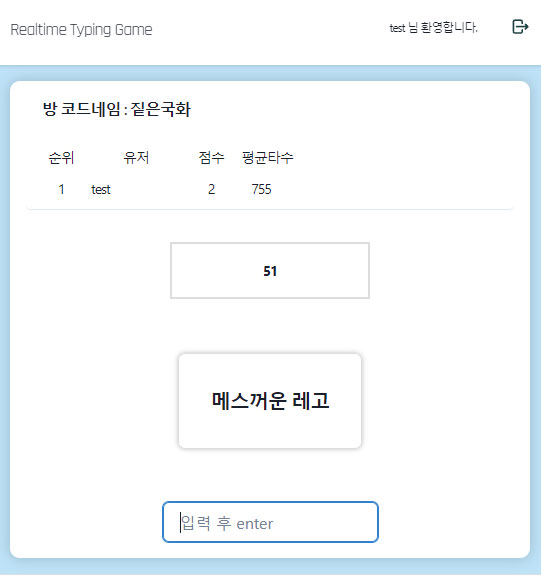 Realtime Typing Game
test 님 환영합니다.
방 코드네임 : 짙은국화
순위 유저 점수 평균타수
1 test 2 755
51
메스꺼운 레고
입력 후 enter